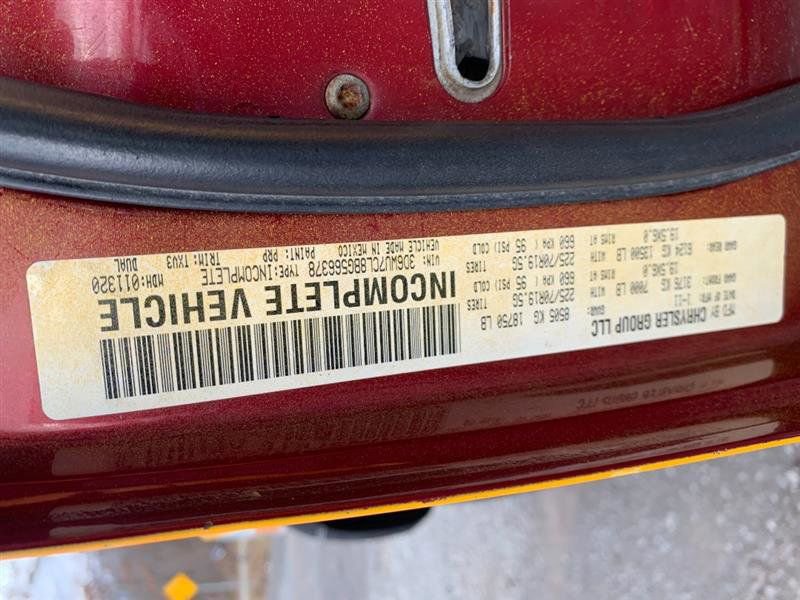 MFD BY CHRYSLER GROUP LLC
DATE OF MFR: 1-11 GVWR: 8505 KG 18750 LB
GAWR FRONT: WITH TIRES
3176 KG 7000 LB 225/70R19.5G
RIMS AT
19.5X6.0 660 KPA( 95 PSI)COLD
GAWR REAR: WITH TIRES
6124 KG 13500 LB 225/70R19.5G
RIMS AT
19.5X6.0 660 KPA( 95 PSI)COLD
INCOMPLETE VEHICLE
VIN: 3D6WU7CL8BG566378 TYPE:INCOMPLETE
MDH:011320
PAINT: PRP TRIM: TXV3
VEHICLE MADE IN MEXICO DUAL